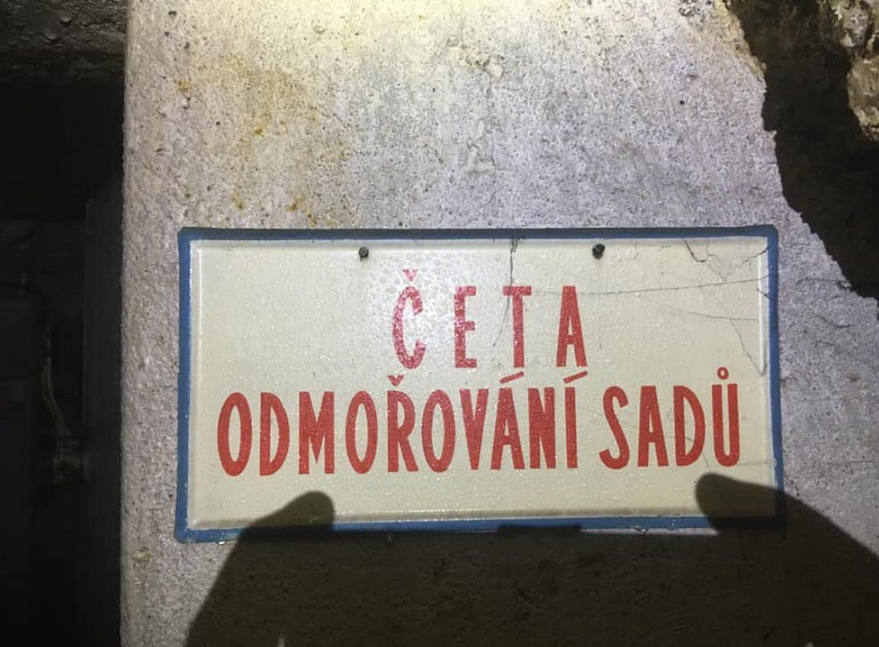 ČETA
ODMOŘOVÁNÍ SADŮ